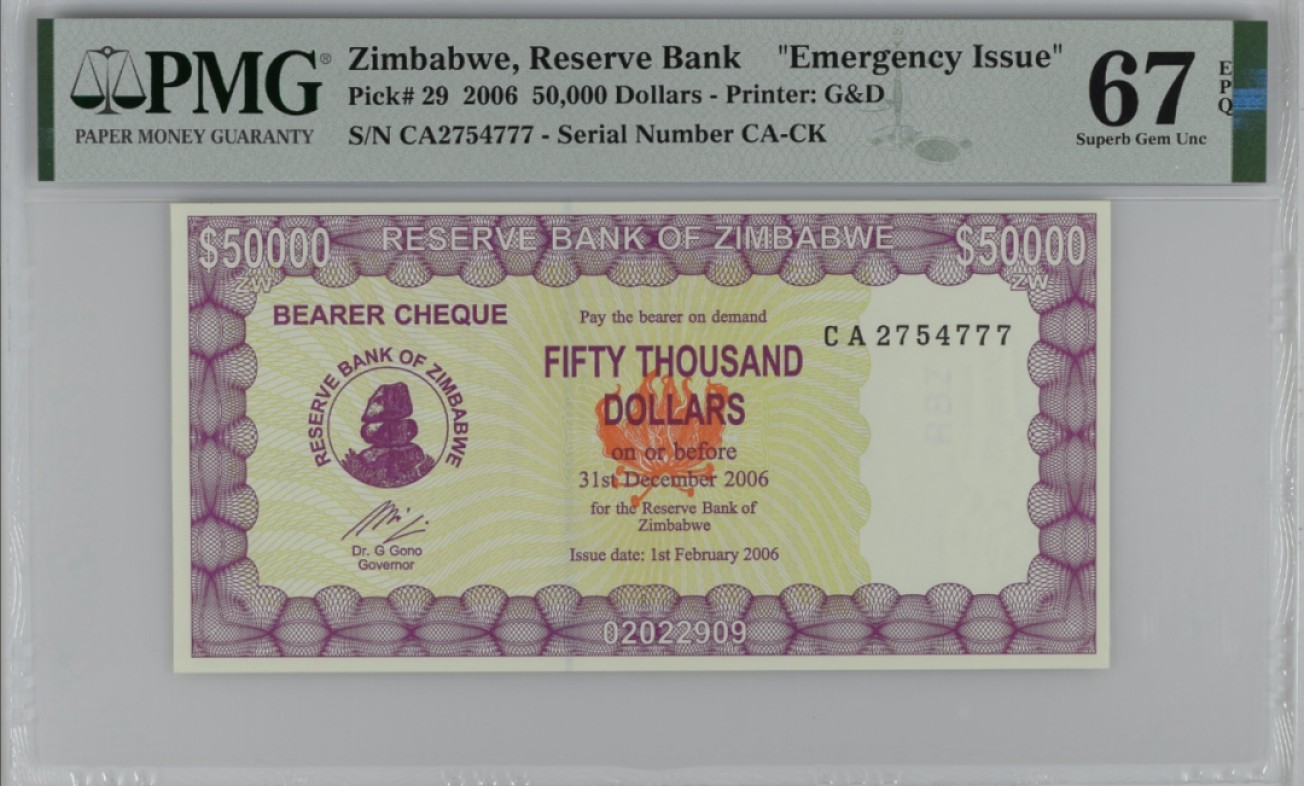 PMG®
PAPER MONEY GUARANTY
Zimbabwe, Reserve Bank "Emergency Issue"
Pick# 29 2006 50,000 Dollars - Printer: G&D
S/N CA2754777 - Serial Number CA-CK
67
EPQ
Superb Gem Unc
$50000
ZW
RESERVE BANK OF ZIMBABWE
$50000
ZW
BEARER CHEQUE
RESERVE BANK OF ZIMBABWE
Dr. G Gono
Governor
Pay the bearer on demand
FIFTY THOUSAND
DOLLARS
on or before
31st December 2006
for the Reserve Bank of
Zimbabwe
Issue date: 1st February 2006
CA2754777
RBZ
02022909